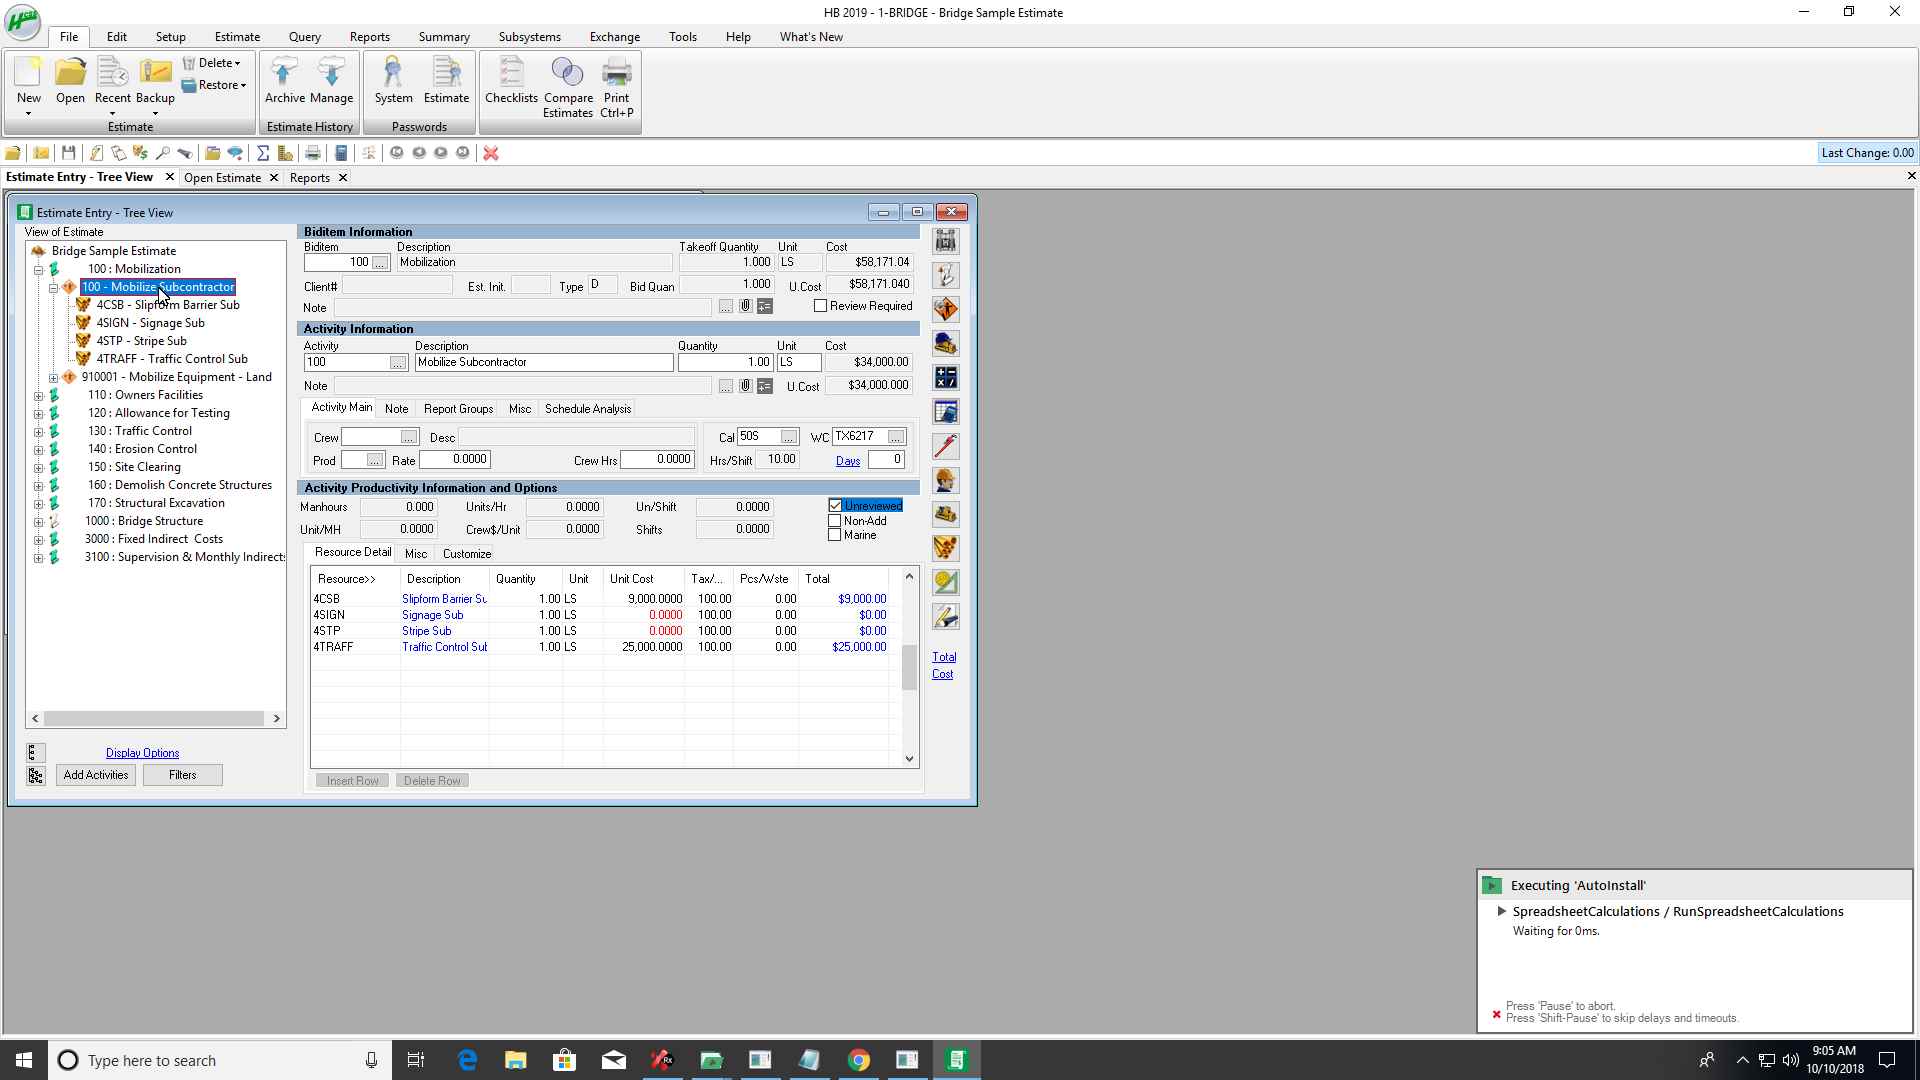 HB 2019 - 1-BRIDGE - Bridge Sample Estimate
File Edit Setup Estimate Query Reports Summary Subsystems Exchange Tools Help What's New
New Open Recent Backup Delete Restore
Archive Manage System Estimate Checklists Compare Estimates Print Ctrl+P
Estimate Estimate History Passwords
Last Change: 0.00
Estimate Entry - Tree View Open Estimate Reports
Estimate Entry - Tree View
View of Estimate
Bridge Sample Estimate
100 : Mobilization
100 - Mobilize Subcontractor
4CSB - Slipform Barrier Sub
4SIGN - Signage Sub
4STP - Stripe Sub
4TRAFF - Traffic Control Sub
910001 - Mobilize Equipment - Land
110 : Owners Facilities
120 : Allowance for Testing
130 : Traffic Control
140 : Erosion Control
150 : Site Clearing
160 : Demolish Concrete Structures
170 : Structural Excavation
1000 : Bridge Structure
3000 : Fixed Indirect Costs
3100 : Supervision & Monthly Indirects
Display Options
Add Activities Filters
Biditem Information
Biditem Description Takeoff Quantity Unit Cost
100 ... Mobilization 1.000 LS $58,171.04
Client# Est. Init. Type D Bid Quan 1.000 U.Cost $58,171.040
Note ... Review Required
Activity Information
Activity Description Quantity Unit Cost
100 ... Mobilize Subcontractor 1.00 LS $34,000.00
Note ... U.Cost $34,000.000
Activity Main Note Report Groups Misc Schedule Analysis
Crew ... Desc Cal 50S ... WC TX6217 ...
Prod ... Rate 0.0000 Crew Hrs 0.0000 Hrs/Shift 10.00 Days 0
Activity Productivity Information and Options
Manhours 0.000 Units/Hr 0.0000 Un/Shift 0.0000 Unreviewed
Non-Add
Unit/MH 0.0000 Crew$/Unit 0.0000 Shifts 0.0000 Marine
Resource Detail Misc Customize
Resource>> Description Quantity Unit Unit Cost Tax/... Pcs/Wste Total
4CSB Slipform Barrier Su 1.00 LS 9,000.0000 100.00 0.00 $9,000.00
4SIGN Signage Sub 1.00 LS 0.0000 100.00 0.00 $0.00
4STP Stripe Sub 1.00 LS 0.0000 100.00 0.00 $0.00
4TRAFF Traffic Control Sub 1.00 LS 25,000.0000 100.00 0.00 $25,000.00
Insert Row Delete Row
Total
Cost
Executing 'AutoInstall'
SpreadsheetCalculations / RunSpreadsheetCalculations
Waiting for 0ms.
Press 'Pause' to abort.
Press 'Shift-Pause' to skip delays and timeouts.
Type here to search
9:05 AM
10/10/2018